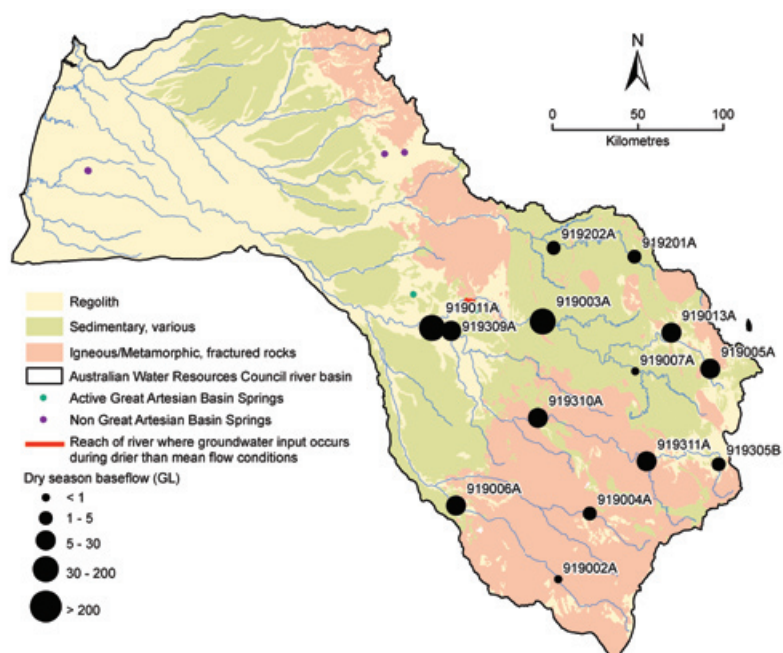 N
0
50
100
Kilometres
919202A
919201A
919011A
919003A
919309A
919013A
919007A
919005A
919310A
919311A
919305B
919006A
919004A
919002A
Regolith
Sedimentary, various
Igneous/Metamorphic, fractured rocks
Australian Water Resources Council river basin
Active Great Artesian Basin Springs
Non Great Artesian Basin Springs
Reach of river where groundwater input occurs
during drier than mean flow conditions
Dry season baseflow (GL)
< 1
1 - 5
5 - 30
30 - 200
> 200